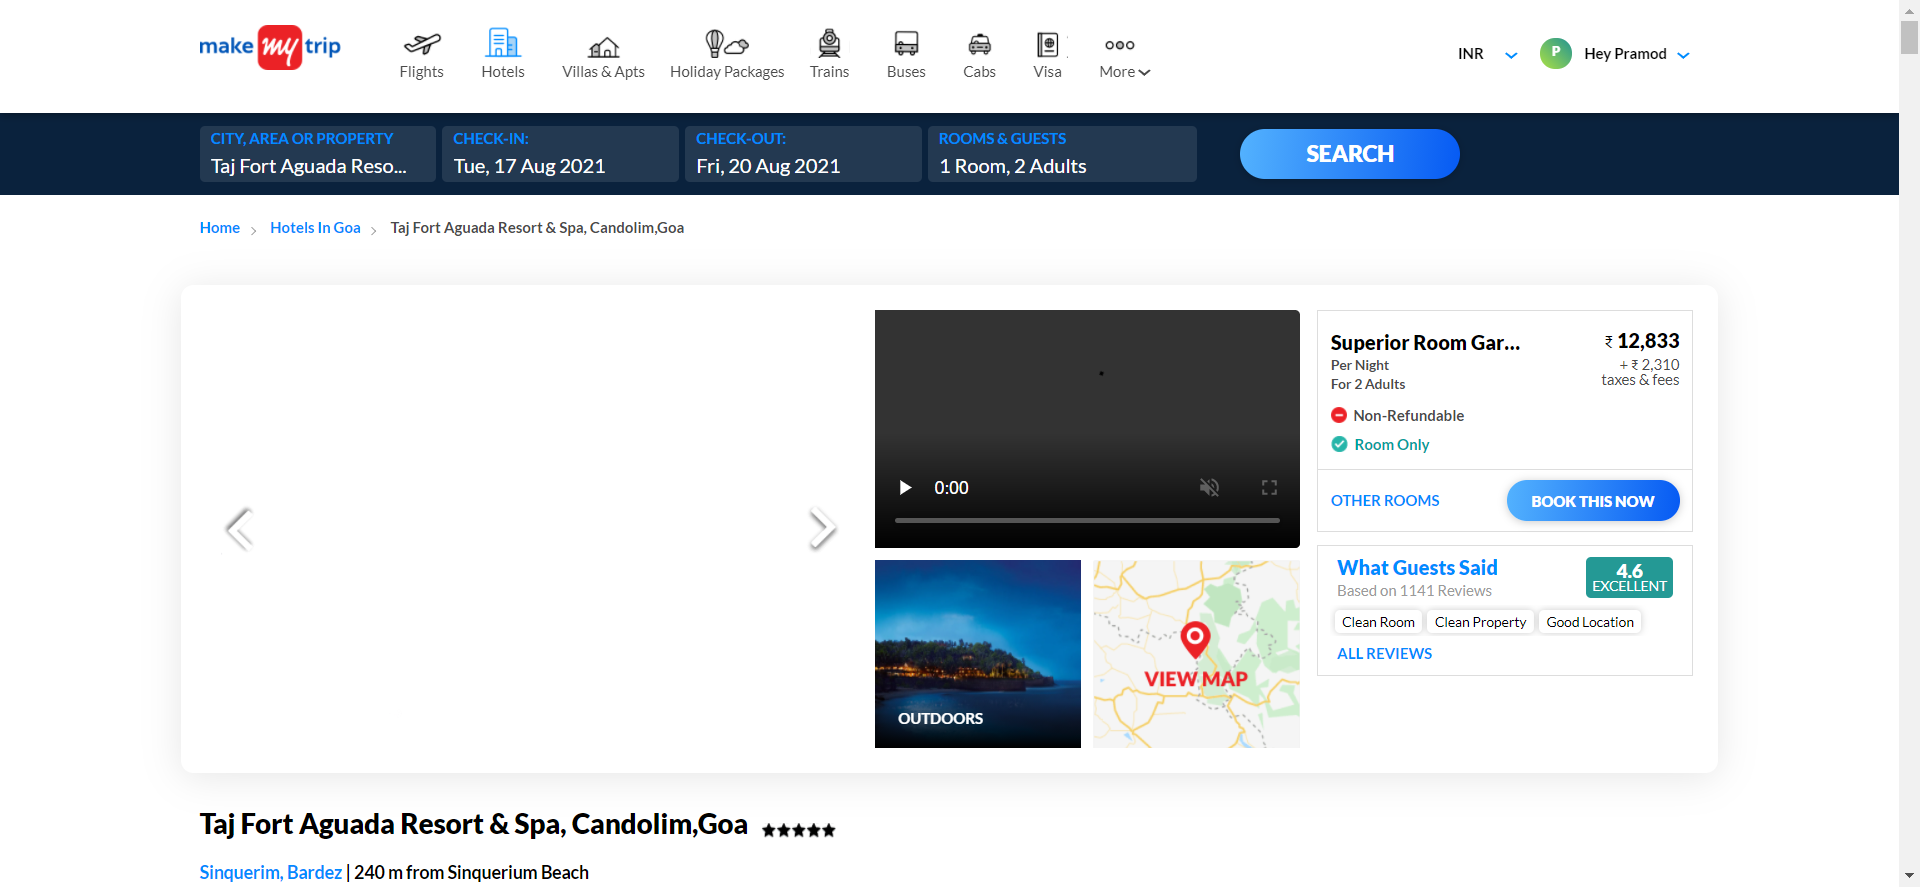 make my trip
Flights
Hotels
Villas & Apts
Holiday Packages
Trains
Buses
Cabs
Visa
More
INR
P
Hey Pramod
CITY, AREA OR PROPERTY
Taj Fort Aguada Reso...
CHECK-IN:
Tue, 17 Aug 2021
CHECK-OUT:
Fri, 20 Aug 2021
ROOMS & GUESTS
1 Room, 2 Adults
SEARCH
Home
Hotels In Goa
Taj Fort Aguada Resort & Spa, Candolim,Goa
0:00
OUTDOORS
VIEW MAP
Superior Room Gar...
₹ 12,833
Per Night
+ ₹ 2,310
For 2 Adults
taxes & fees
Non-Refundable
Room Only
OTHER ROOMS
BOOK THIS NOW
What Guests Said
Based on 1141 Reviews
4.6
EXCELLENT
Clean Room
Clean Property
Good Location
ALL REVIEWS
Taj Fort Aguada Resort & Spa, Candolim,Goa
Sinquerim, Bardez | 240 m from Sinquerium Beach